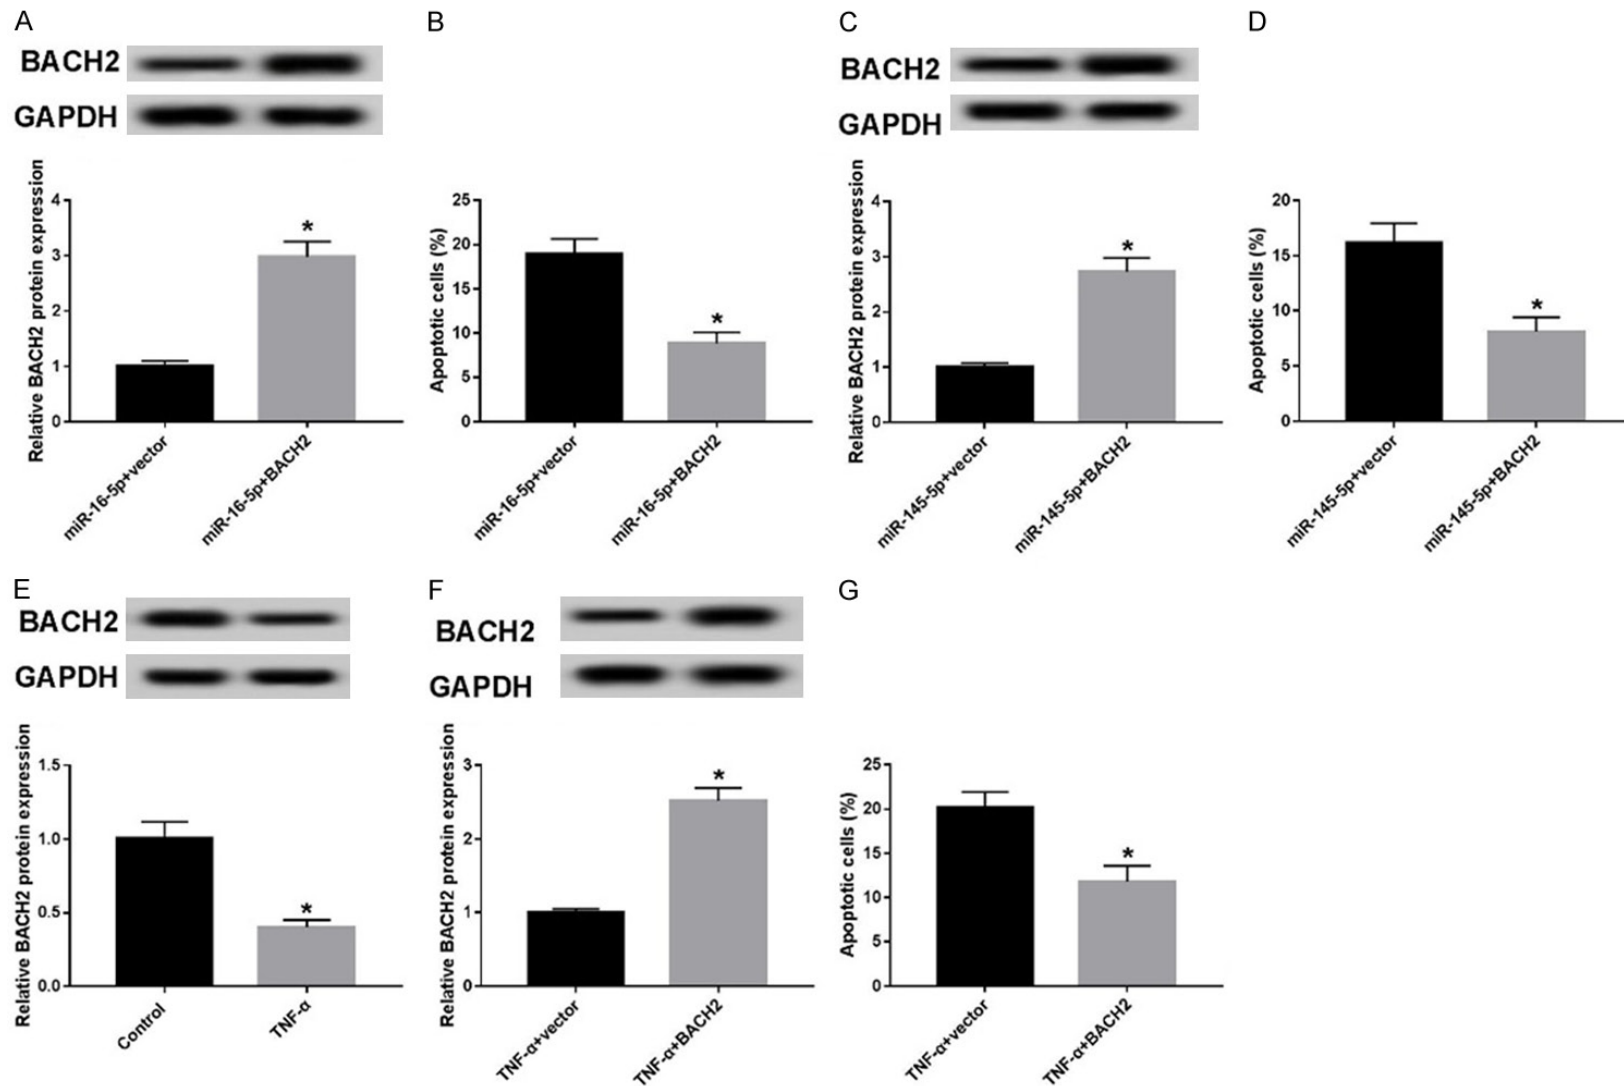 A
BACH2
GAPDH
Relative BACH2 protein expression
4
3
2
1
0
*
miR-16-5p+vector
miR-16-5p+BACH2
B
Apoptotic cells (%)
25
20
15
10
5
0
*
miR-16-5p+vector
miR-16-5p+BACH2
C
BACH2
GAPDH
Relative BACH2 protein expression
4
3
2
1
0
*
miR-145-5p+vector
miR-145-5p+BACH2
D
Apoptotic cells (%)
20
15
10
5
0
*
miR-145-5p+vector
miR-145-5p+BACH2
E
BACH2
GAPDH
Relative BACH2 protein expression
1.5
1.0
0.5
0.0
*
Control
TNF-α
F
BACH2
GAPDH
Relative BACH2 protein expression
3
2
1
0
*
TNF-α+vector
TNF-α+BACH2
G
Apoptotic cells (%)
25
20
15
10
5
0
*
TNF-α+vector
TNF-α+BACH2